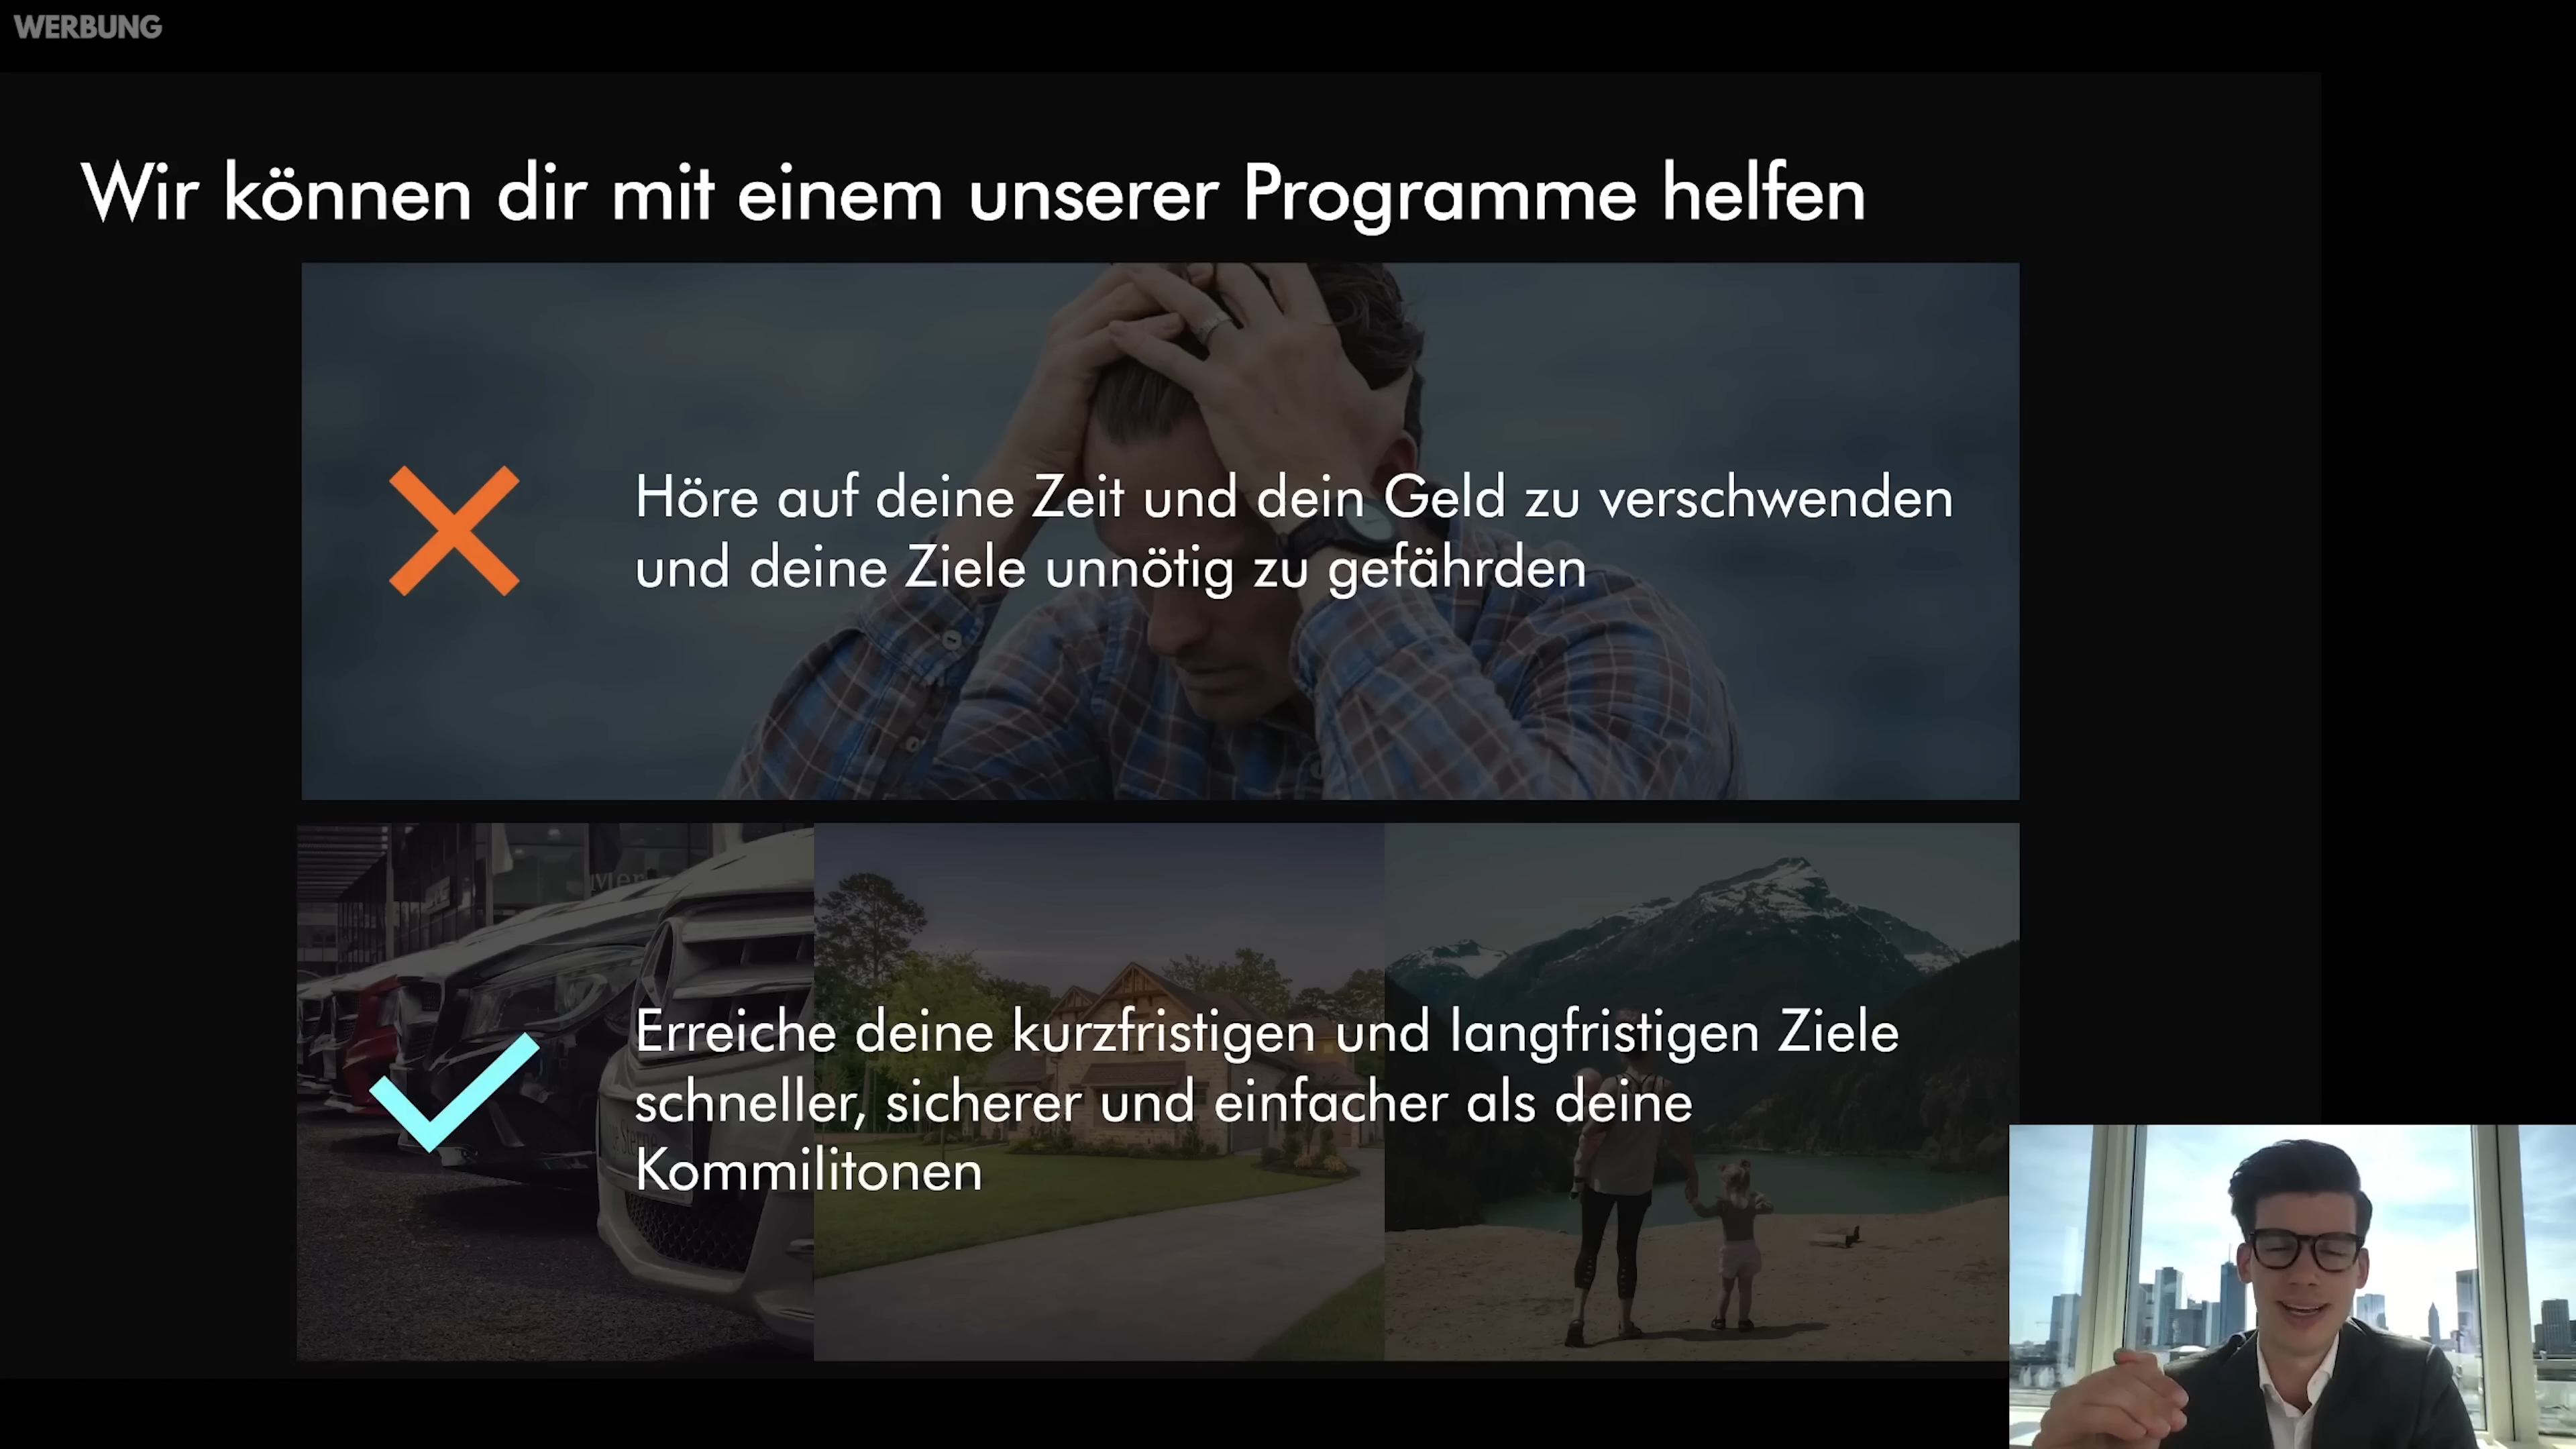 WERBUNG
Wir können dir mit einem unserer Programme helfen
Höre auf deine Zeit und dein Geld zu verschwenden
und deine Ziele unnötig zu gefährden
Erreiche deine kurzfristigen und langfristigen Ziele
schneller, sicherer und einfacher als deine
Kommilitonen